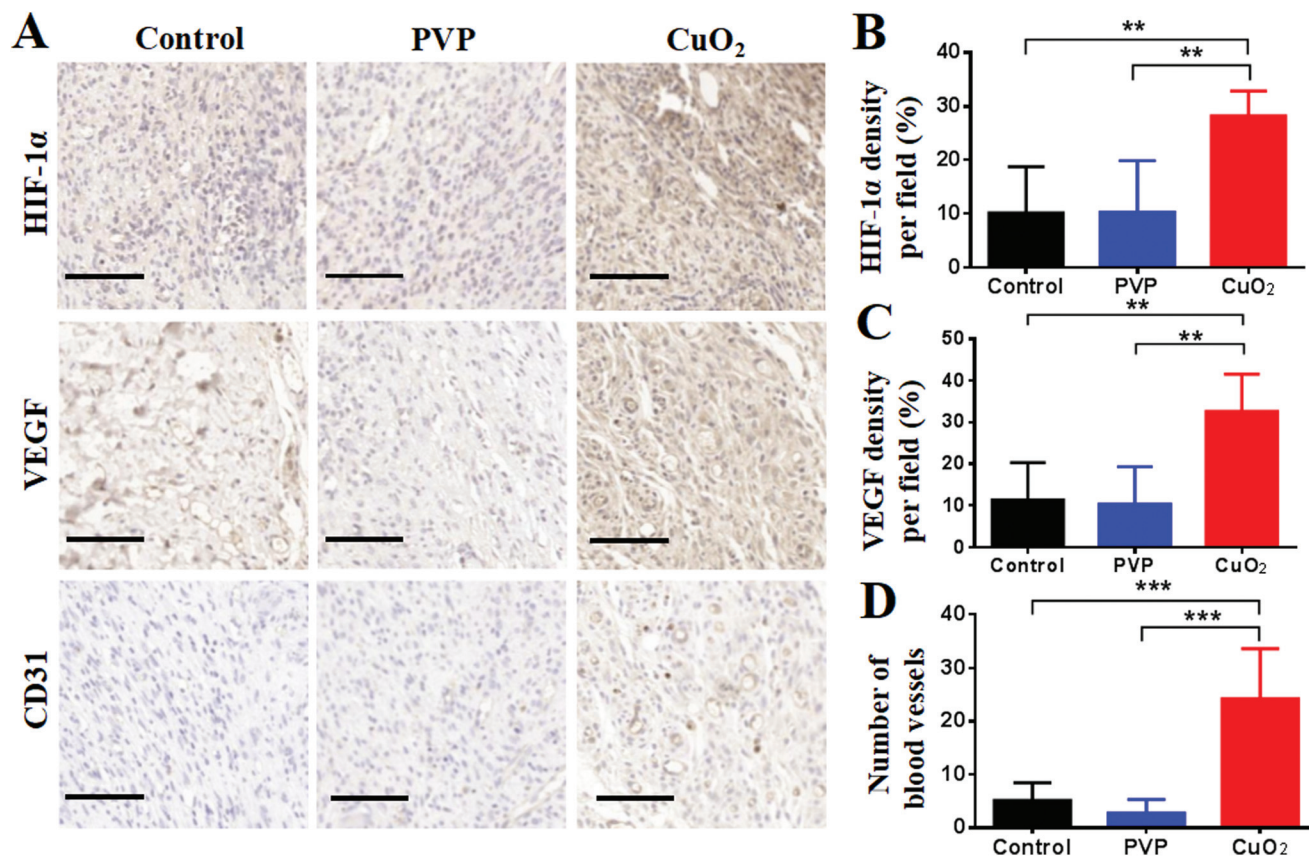 A
Control PVP CuO₂
HIF-1α
VEGF
CD31
B
HIF-1α density
per field (%)
40
30
20
10
0
** **
Control PVP CuO₂
C
VEGF density
per field (%)
50
40
30
20
10
0
** **
Control PVP CuO₂
D
Number of
blood vessels
40
30
20
10
0
*** ***
Control PVP CuO₂